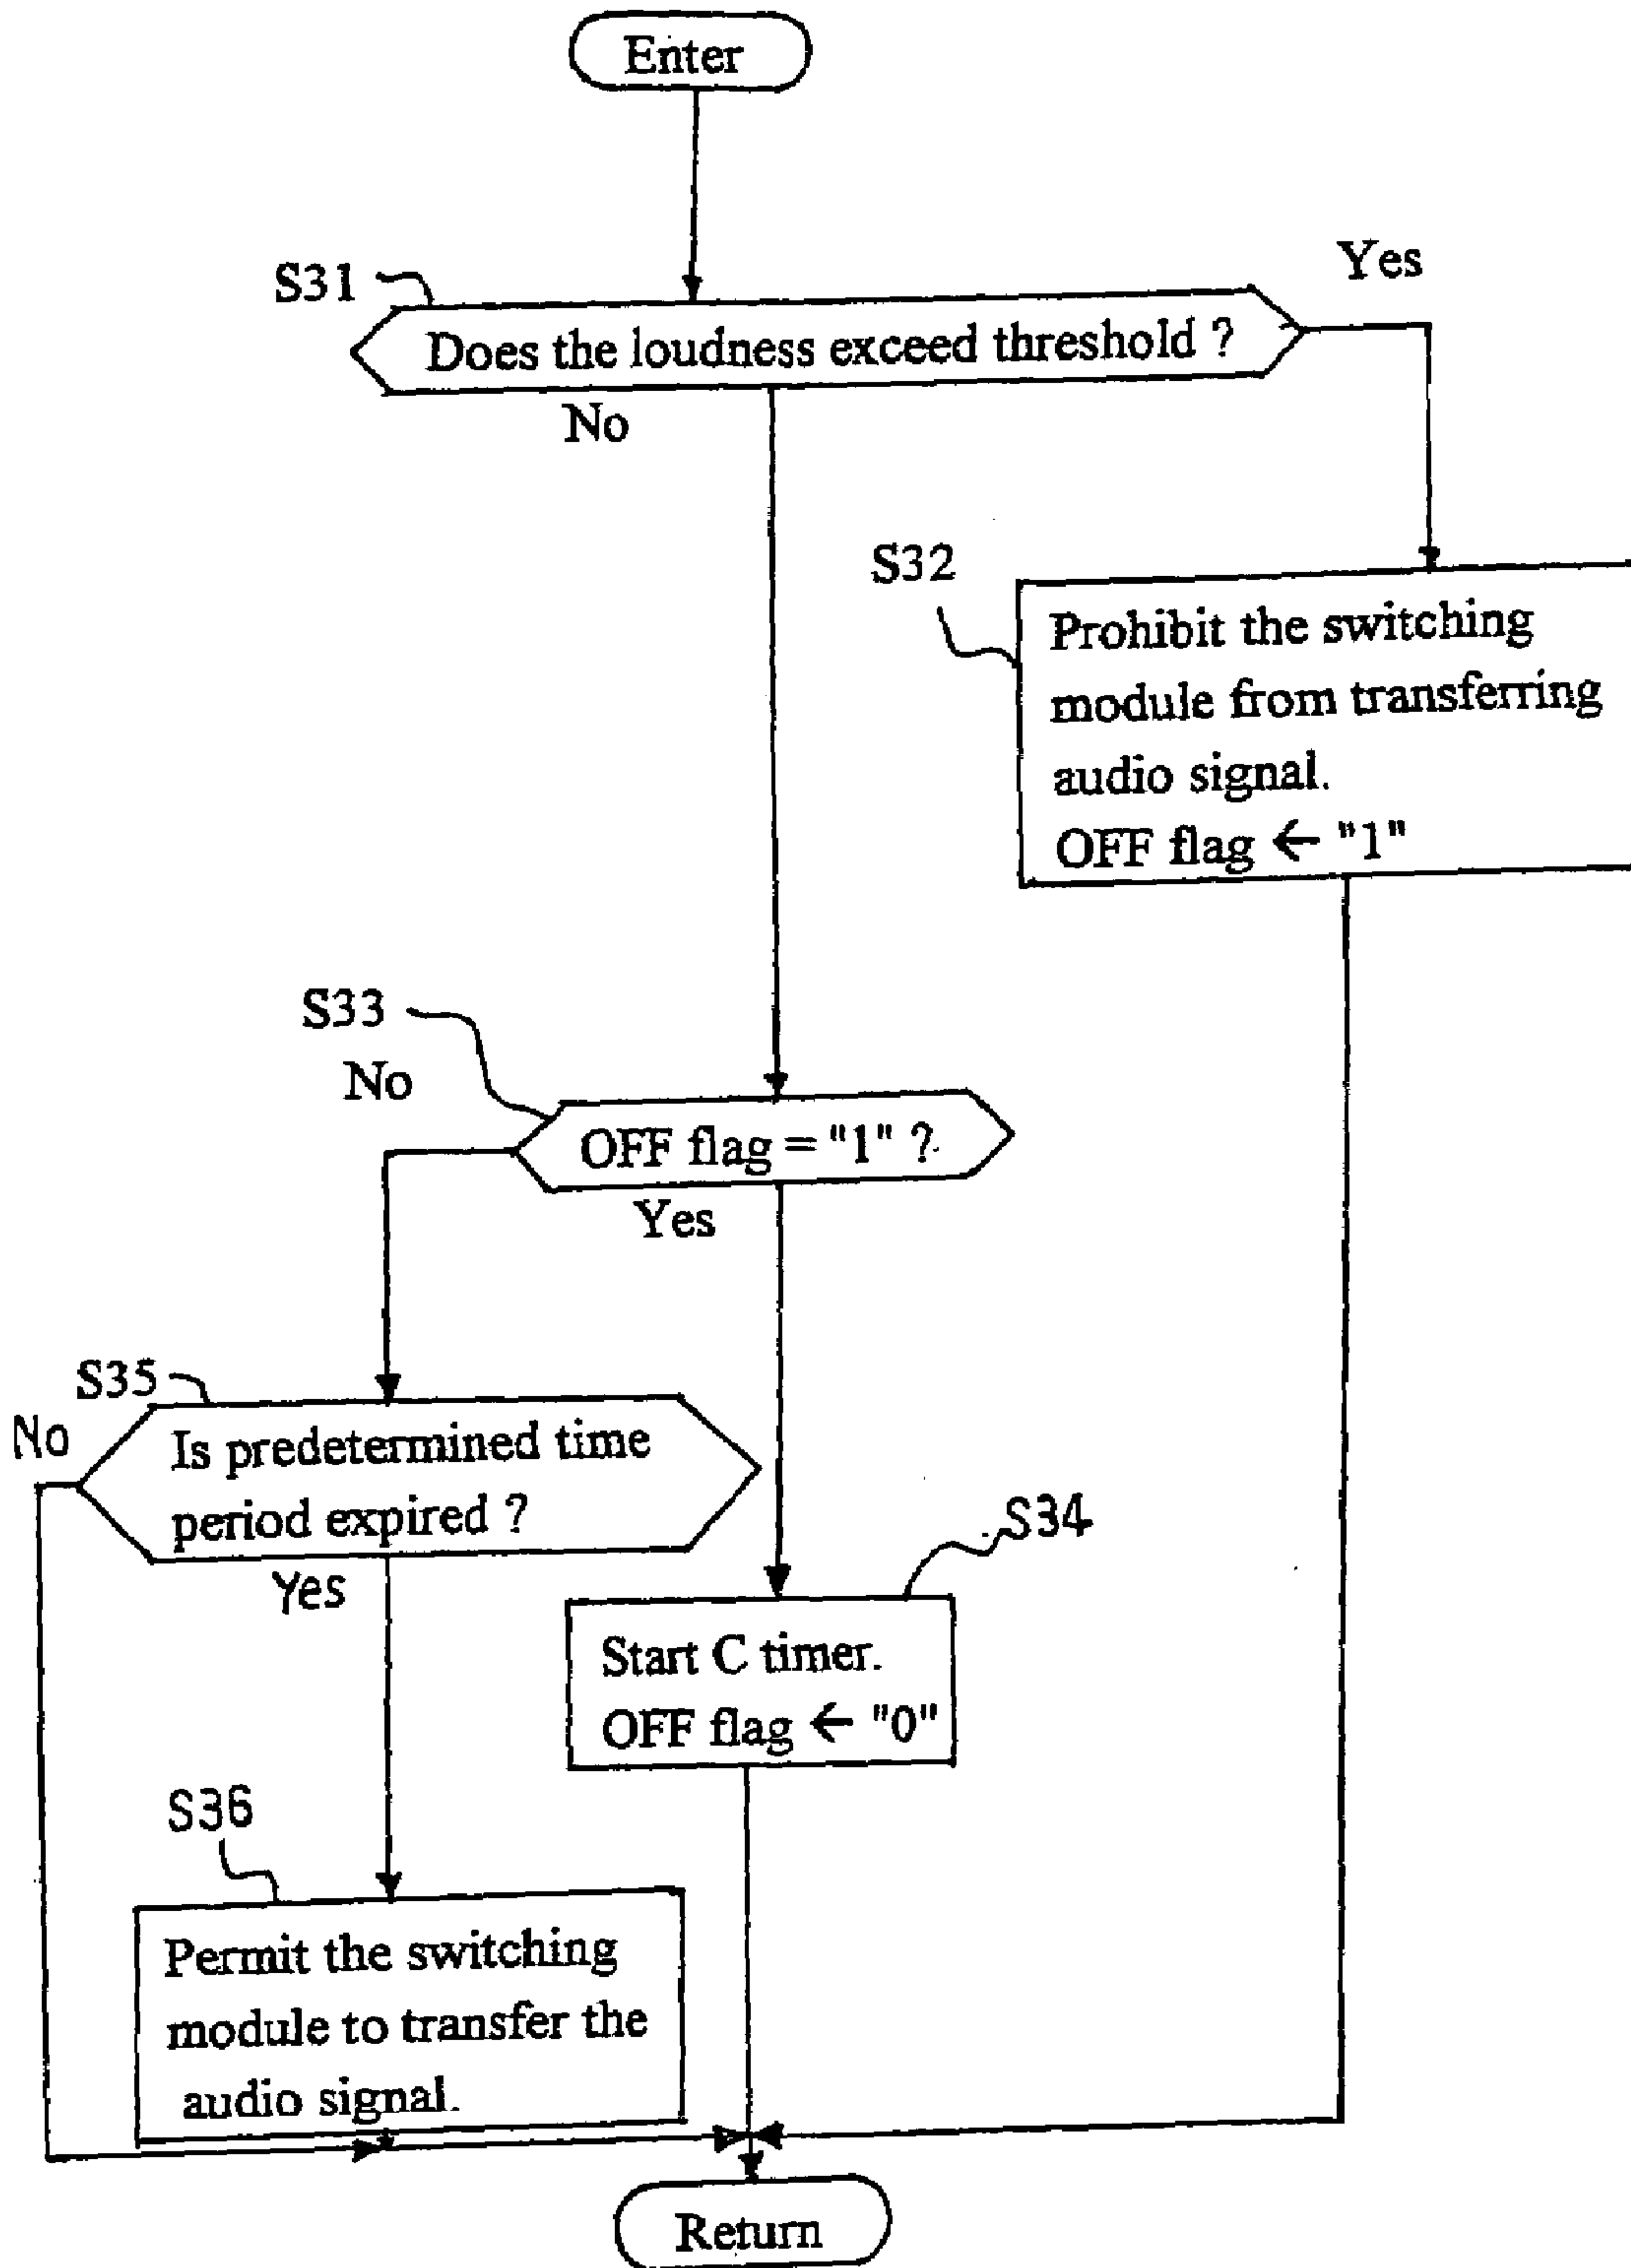 Enter
S31
Yes
Does the loudness exceed threshold ?
No
S32
Prohibit the switching
module from transferring
audio signal.
OFF flag ← "1"
S33
No
OFF flag = "1" ?
Yes
S35
No
Is predetermined time
period expired ?
Yes
S34
Start C timer.
OFF flag ← "0"
S36
Permit the switching
module to transfer the
audio signal.
Return